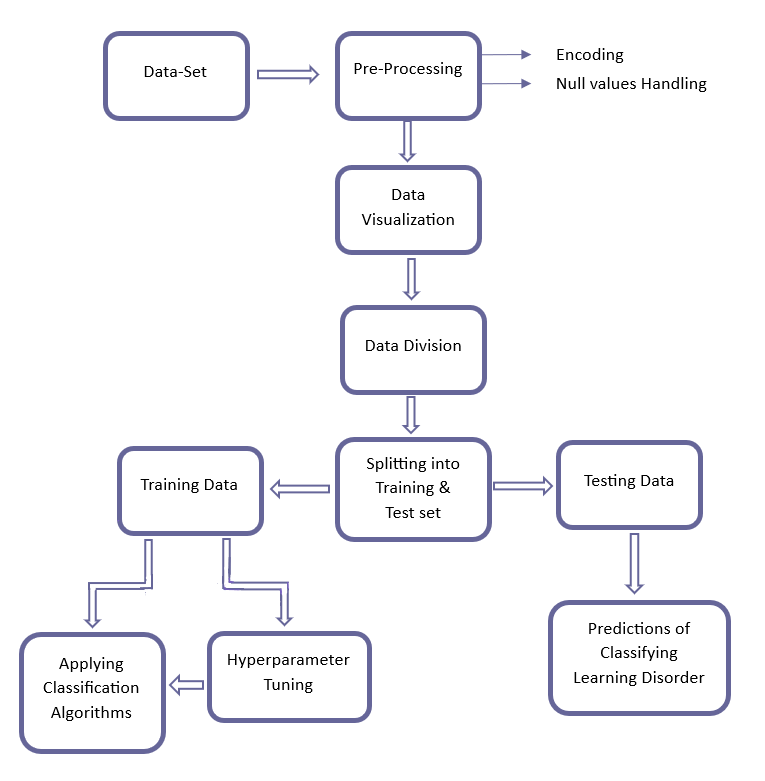 Data-Set
Pre-Processing
Encoding
Null values Handling
Data
Visualization
Data Division
Splitting into
Training &
Test set
Training Data
Testing Data
Applying
Classification
Algorithms
Hyperparameter
Tuning
Predictions of
Classifying
Learning Disorder